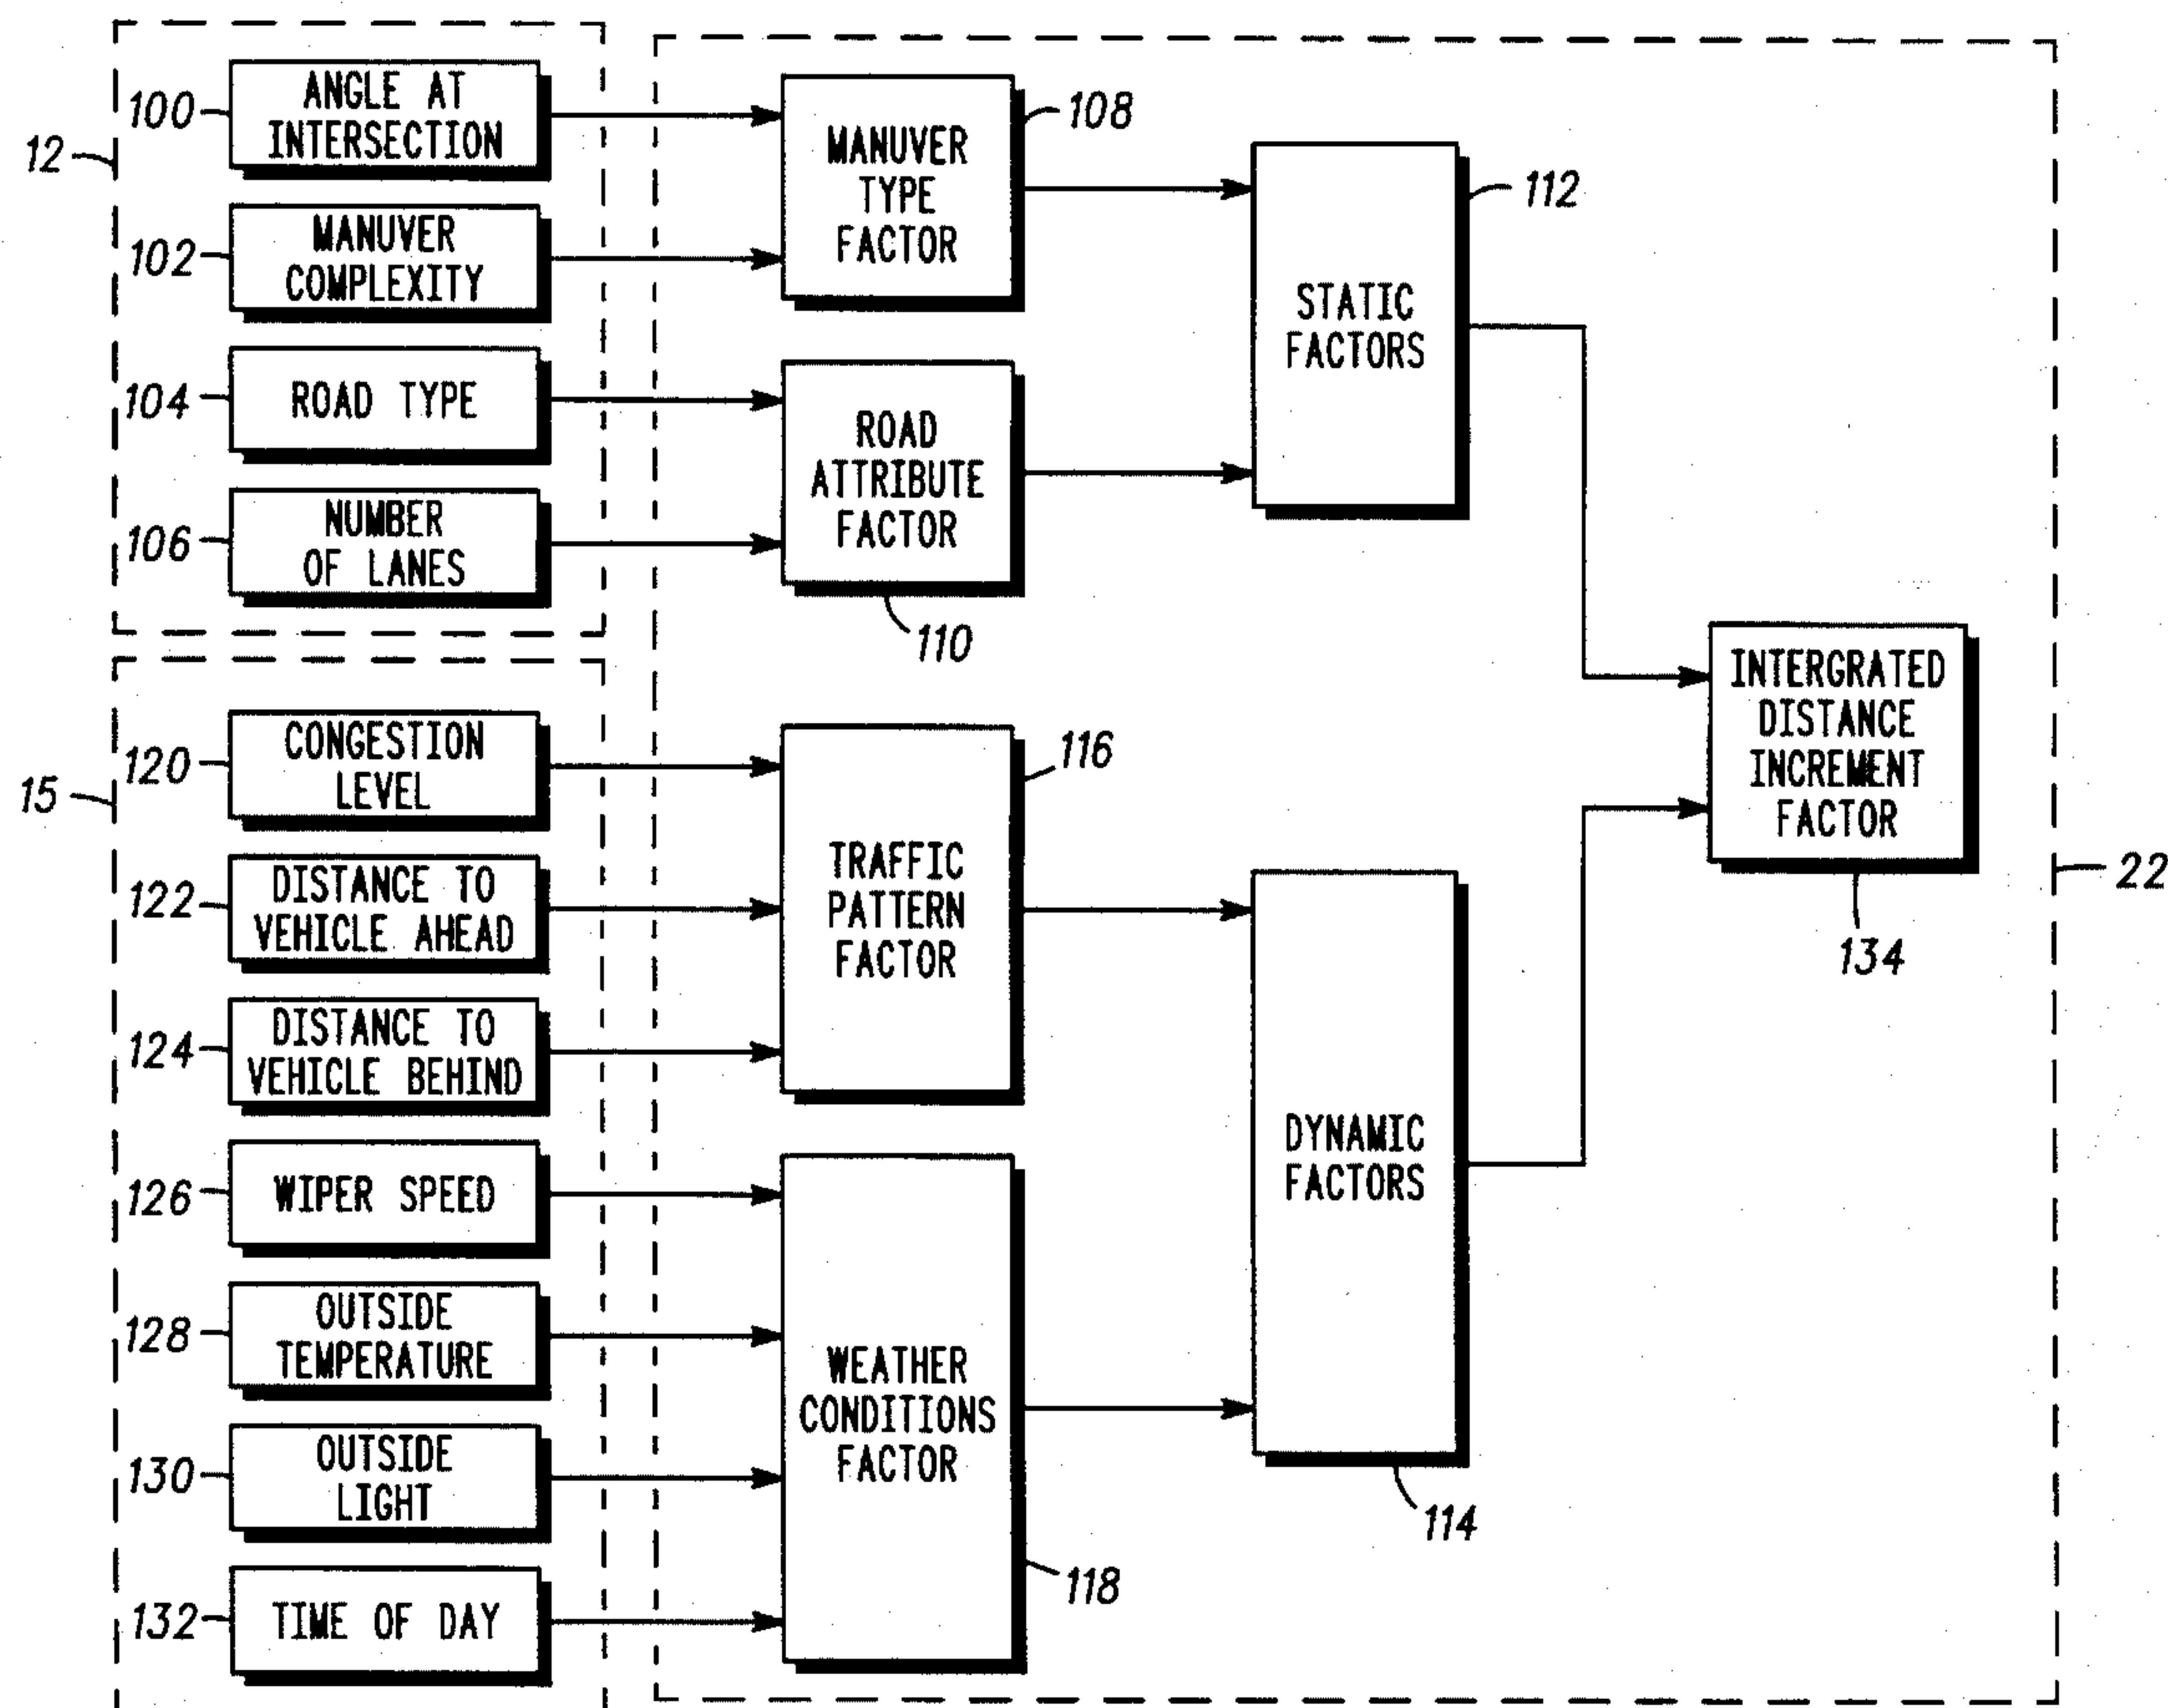 100
ANGLE AT
INTERSECTION
12
102
MANUVER
COMPLEXITY
104
ROAD TYPE
106
NUMBER
OF LANES
MANUVER
TYPE
FACTOR
108
ROAD
ATTRIBUTE
FACTOR
110
STATIC
FACTORS
112
15
120
CONGESTION
LEVEL
122
DISTANCE TO
VEHICLE AHEAD
124
DISTANCE TO
VEHICLE BEHIND
126
WIPER SPEED
128
OUTSIDE
TEMPERATURE
130
OUTSIDE
LIGHT
132
TIME OF DAY
TRAFFIC
PATTERN
FACTOR
116
WEATHER
CONDITIONS
FACTOR
118
DYNAMIC
FACTORS
114
INTERGRATED
DISTANCE
INCREMENT
FACTOR
134
22